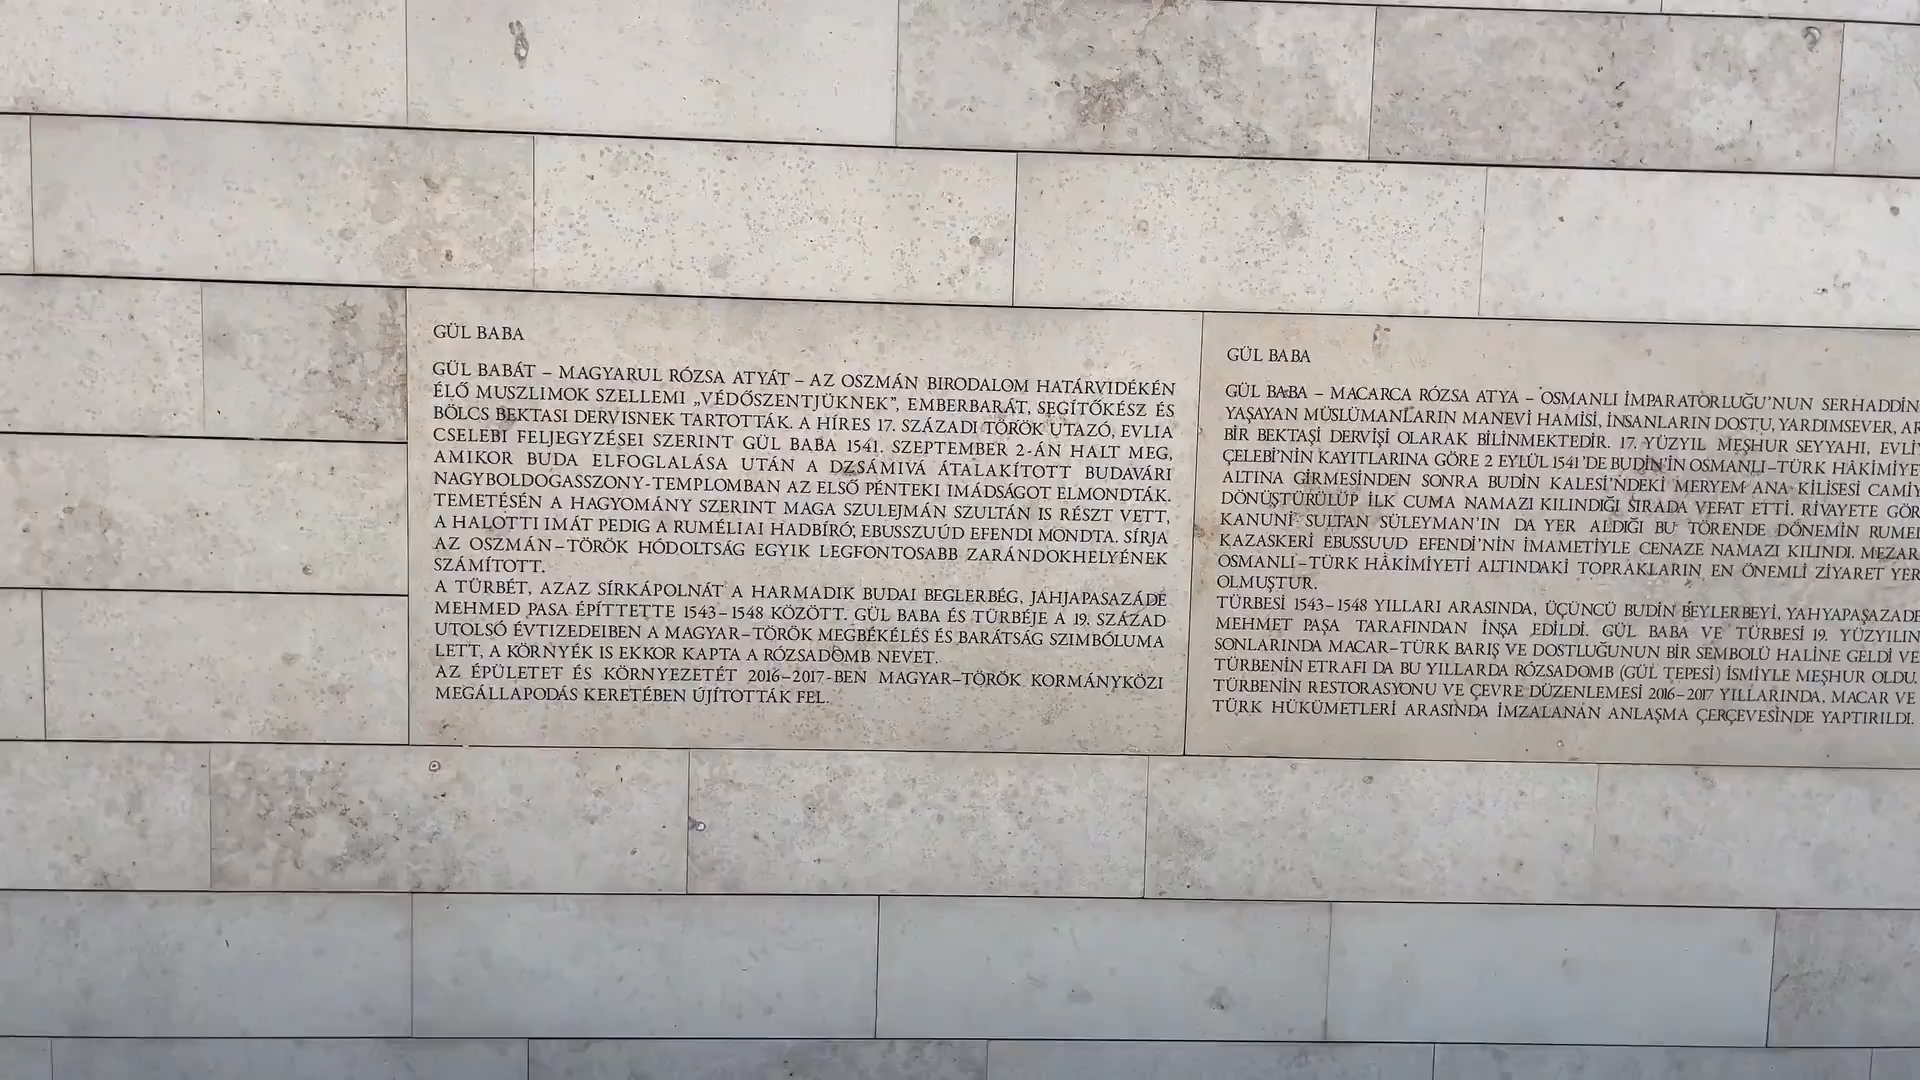 GÜL BABA
GÜL BABÁT – MAGYARUL RÓZSA ATYÁT – AZ OSZMÁN BIRODALOM HATÁRVIDÉKÉN
ÉLŐ MUSZLIMOK SZELLEMI „VÉDŐSZENTJÜKNEK”, EMBERBARÁT, SEGÍTŐKÉSZ ÉS
BÖLCS BEKTASI DERVISNEK TARTOTTÁK. A HÍRES 17. SZÁZADI TÖRÖK UTAZÓ, EVLIA
CSELEBI FELJEGYZÉSEI SZERINT GÜL BABA 1541. SZEPTEMBER 2-ÁN HALT MEG,
AMIKOR BUDA ELFOGLALÁSA UTÁN A DZSÁMIVÁ ÁTALAKÍTOTT BUDAVÁRI
NAGYBOLDOGASSZONY-TEMPLOMBAN AZ ELSŐ PÉNTEKI IMÁDSÁGOT ELMONDTÁK.
TEMETÉSÉN A HAGYOMÁNY SZERINT MAGA SZULEJMÁN SZULTÁN IS RÉSZT VETT,
A HALOTTI IMÁT PEDIG A RUMÉLIAI HADBÍRÓ, EBUSSZUÚD EFENDI MONDTA. SÍRJA
AZ OSZMÁN–TÖRÖK HÓDOLTSÁG EGYIK LEGFONTOSABB ZARÁNDOKHELYÉNEK
SZÁMÍTOTT.
A TÜRBÉT, AZAZ SÍRKÁPOLNÁT A HARMADIK BUDAI BEGLERBÉG, JAHJAPASAZÁDE
MEHMED PASA ÉPÍTTETTE 1543–1548 KÖZÖTT. GÜL BABA ÉS TÜRBÉJE A 19. SZÁZAD
UTOLSÓ ÉVTIZEDEIBEN A MAGYAR–TÖRÖK MEGBÉKÉLÉS ÉS BARÁTSÁG SZIMBÓLUMA
LETT, A KÖRNYÉK IS EKKOR KAPTA A RÓZSADOMB NEVET.
AZ ÉPÜLETET ÉS KÖRNYEZETÉT 2016–2017-BEN MAGYAR–TÖRÖK KORMÁNYKÖZI
MEGÁLLAPODÁS KERETÉBEN ÚJÍTOTTÁK FEL.
GÜL BABA
GÜL BABA – MACARCA RÓZSA ATYA – OSMANLI İMPARATORLUĞU'NUN SERHADDİN
YAŞAYAN MÜSLÜMANLARIN MANEVİ HAMİSİ, İNSANLARIN DOSTU, YARDIMSEVER,
BİR BEKTAŞİ DERVİŞİ OLARAK BİLİNMEKTEDİR. 17. YÜZYIL MEŞHUR SEYYAHI,
ÇELEBİ'NİN KAYITLARINA GÖRE 2 EYLÜL 1541'DE BUDİN'İN OSMANLI–TÜRK HÂKİMİYE
ALTINA GİRMESİNDEN SONRA BUDİN KALESİ'NDEKİ MERYEM ANA KİLİSESİ CAMİY
DÖNÜŞTÜRÜLÜP İLK CUMA NAMAZI KILINDIĞI SIRADA VEFAT ETTİ. RİVAYETE GÖR
KANUNİ SULTAN SÜLEYMAN'IN DA YER ALDIĞI BU TÖRENDE DÖNEMİN RUMEL
KAZASKERİ EBUSSUUD EFENDİ'NİN İMAMETİYLE CENAZE NAMAZI KILINDI. MEZAR
OSMANLI–TÜRK HÂKİMİYETİ ALTINDAKİ TOPRAKLARIN EN ÖNEMLİ ZİYARET YER
OLMUŞTUR.
TÜRBESİ 1543–1548 YILLARI ARASINDA, ÜÇÜNCÜ BUDİN BEYLERBEYİ, YAHYAPAŞAZADE
MEHMET PAŞA TARAFINDAN İNŞA EDİLDİ. GÜL BABA VE TÜRBESİ 19. YÜZYILIN
SONLARINDA MACAR–TÜRK BARIŞ VE DOSTLUĞUNUN BİR SEMBOLÜ HALİNE GELDİ VE
TÜRBENİN ETRAFI DA BU YILLARDA RÓZSADOMB (GÜL TEPESİ) İSMİYLE MEŞHUR OLDU.
TÜRBENİN RESTORASYONU VE ÇEVRE DÜZENLEMESİ 2016–2017 YILLARINDA, MACAR VE
TÜRK HÜKÜMETLERİ ARASINDA İMZALANAN ANLAŞMA ÇERÇEVESİNDE YAPTIRILDI.